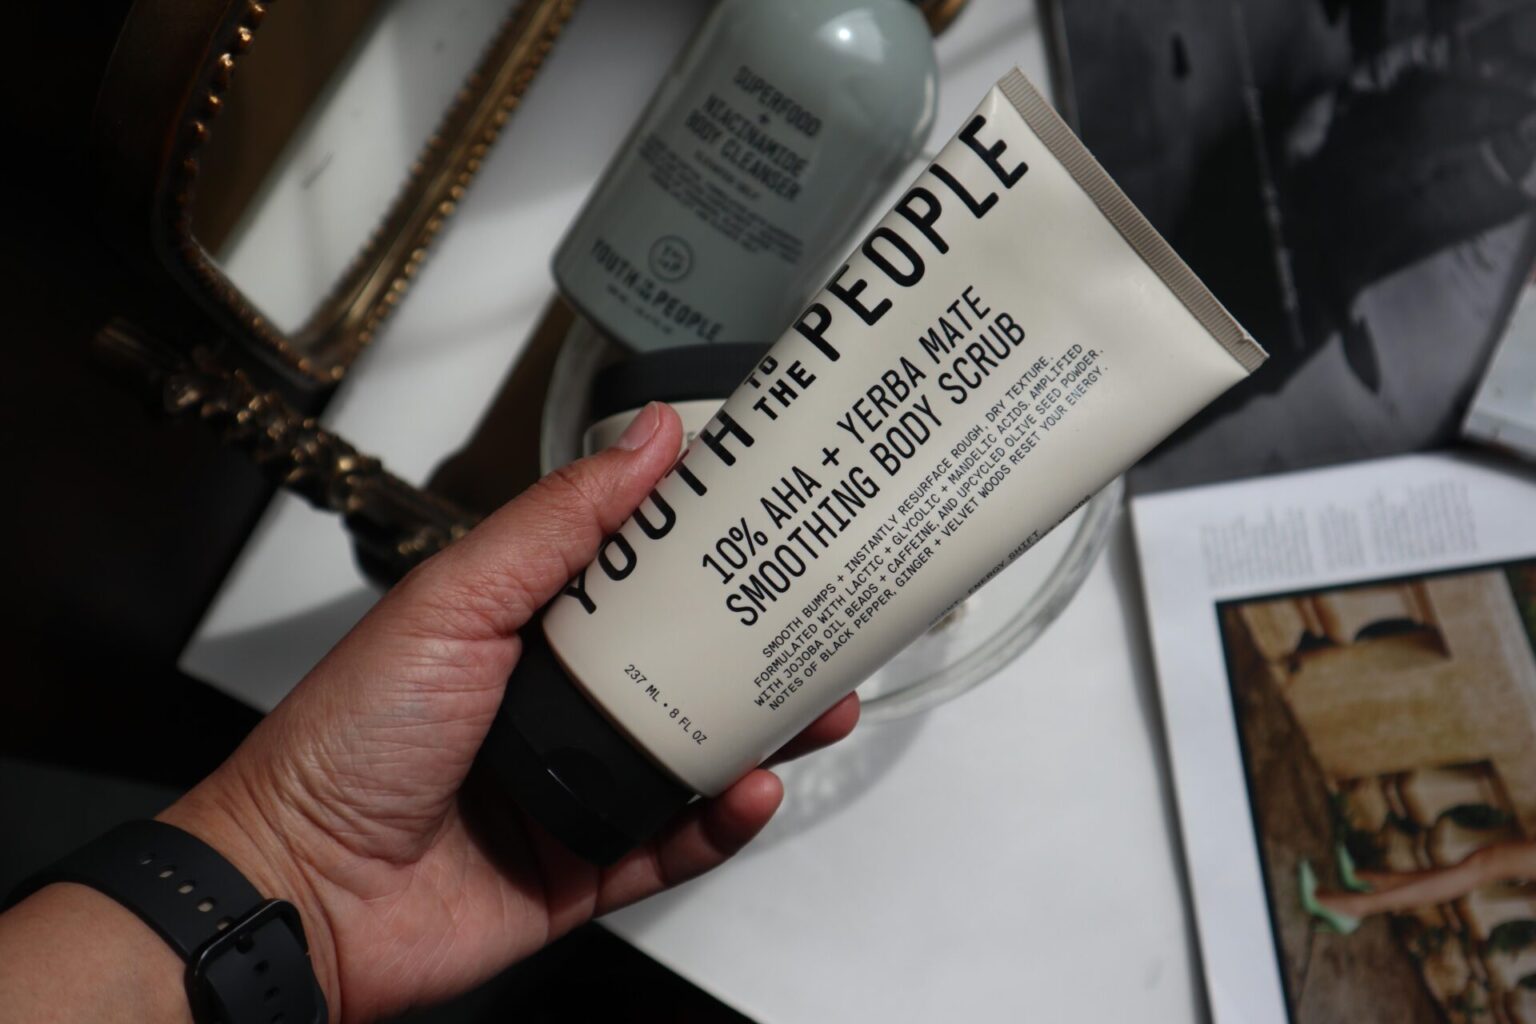 YOUTH TO THE PEOPLE
10% AHA + YERBA MATE
SMOOTHING BODY SCRUB
SMOOTH BUMPS + INSTANTLY RESURFACE ROUGH, DRY TEXTURE.
FORMULATED WITH LACTIC + GLYCOLIC + MANDELIC ACIDS. AMPLIFIED
WITH JOJOBA OIL BEADS + CAFFEINE, AND UPCYCLED OLIVE SEED POWDER.
NOTES OF BLACK PEPPER, GINGER + VELVET WOODS RESET YOUR ENERGY.
ENERGY SHIFT
237 ML • 8 FL OZ
SUPERFOOD
+
NIACINAMIDE
BODY CLEANSER
YOUTH TO THE PEOPLE